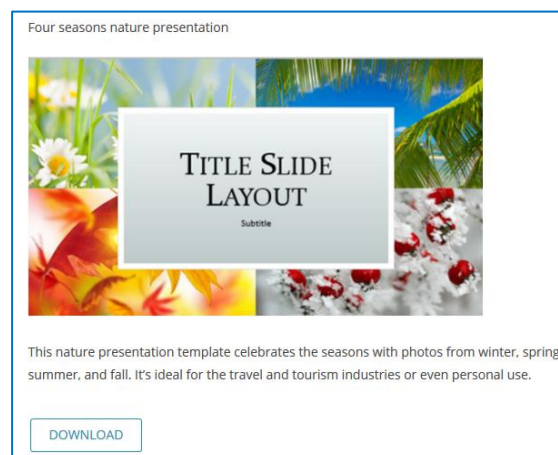 Four seasons nature presentation
TITLE SLIDE
LAYOUT
Subtitle
This nature presentation template celebrates the seasons with photos from winter, spring
summer, and fall. It's ideal for the travel and tourism industries or even personal use.
DOWNLOAD